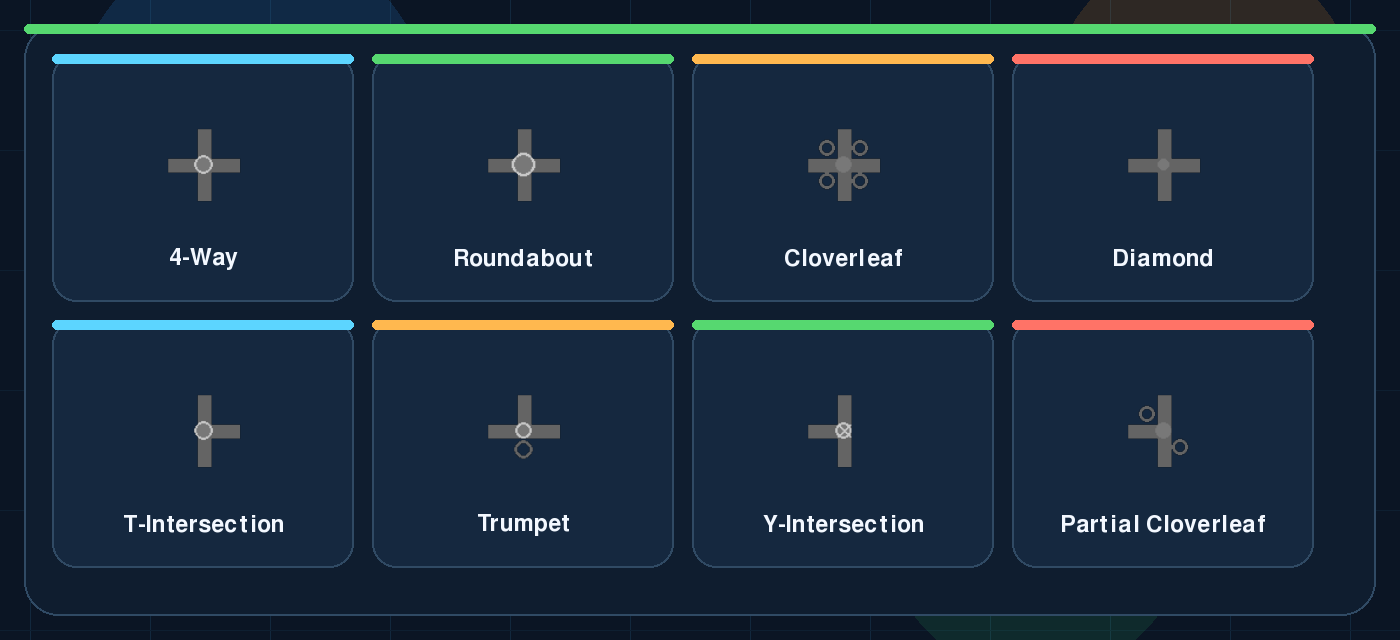 4-Way
Roundabout
Cloverleaf
Diamond
T-Intersection
Trumpet
Y-Intersection
Partial Cloverleaf